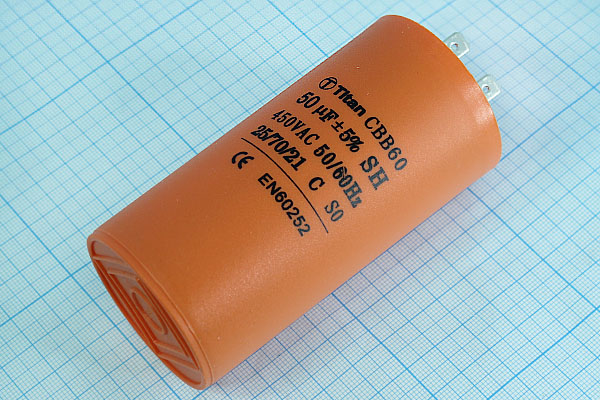 Titan CBB60
50 µF ± 5% SH
450VAC 50/60Hz
25/70/21 C S0
CE EN60252